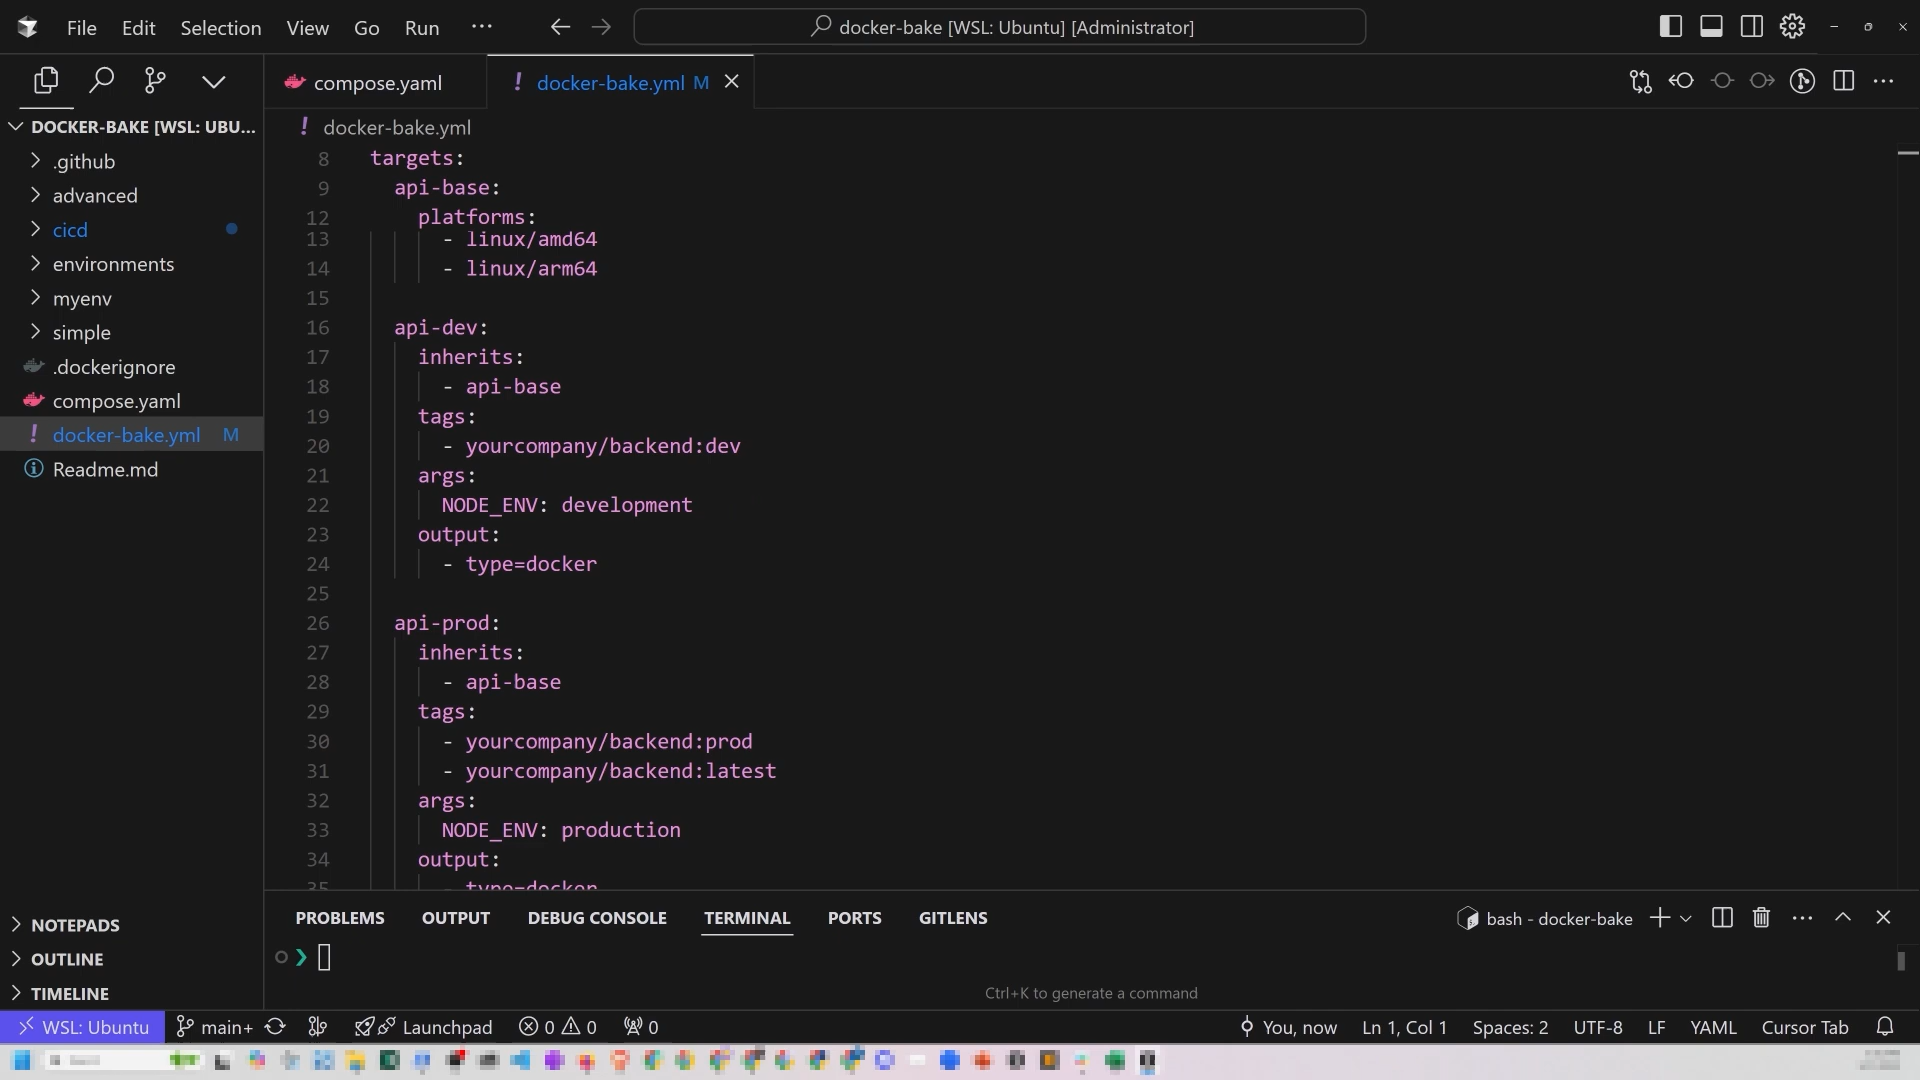 File Edit Selection View Go Run ···
docker-bake [WSL: Ubuntu] [Administrator]
compose.yaml
! docker-bake.yml M
DOCKER-BAKE [WSL: UBU...
.github
advanced
cicd
environments
myenv
simple
.dockerignore
compose.yaml
! docker-bake.yml M
Readme.md
NOTEPADS
OUTLINE
TIMELINE
! docker-bake.yml
8 targets:
9 api-base:
12 platforms:
13 - linux/amd64
14 - linux/arm64
15
16 api-dev:
17 inherits:
18 - api-base
19 tags:
20 - yourcompany/backend:dev
21 args:
22 NODE_ENV: development
23 output:
24 - type=docker
25
26 api-prod:
27 inherits:
28 - api-base
29 tags:
30 - yourcompany/backend:prod
31 - yourcompany/backend:latest
32 args:
33 NODE_ENV: production
34 output:
35 - type=docker
PROBLEMS OUTPUT DEBUG CONSOLE TERMINAL PORTS GITLENS
bash - docker-bake
Ctrl+K to generate a command
WSL: Ubuntu main+ Launchpad 0 0 0
You, now Ln 1, Col 1 Spaces: 2 UTF-8 LF YAML Cursor Tab